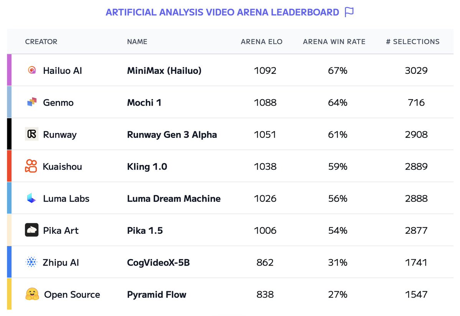 ARTIFICIAL ANALYSIS VIDEO ARENA LEADERBOARD
CREATOR NAME ARENA ELO ARENA WIN RATE # SELECTIONS
Hailuo AI MiniMax (Hailuo) 1092 67% 3029
Genmo Mochi 1 1088 64% 716
Runway Runway Gen 3 Alpha 1051 61% 2908
Kuaishou Kling 1.0 1038 59% 2889
Luma Labs Luma Dream Machine 1026 56% 2888
Pika Art Pika 1.5 1006 54% 2877
Zhipu AI CogVideoX-5B 862 31% 1741
Open Source Pyramid Flow 838 27% 1547